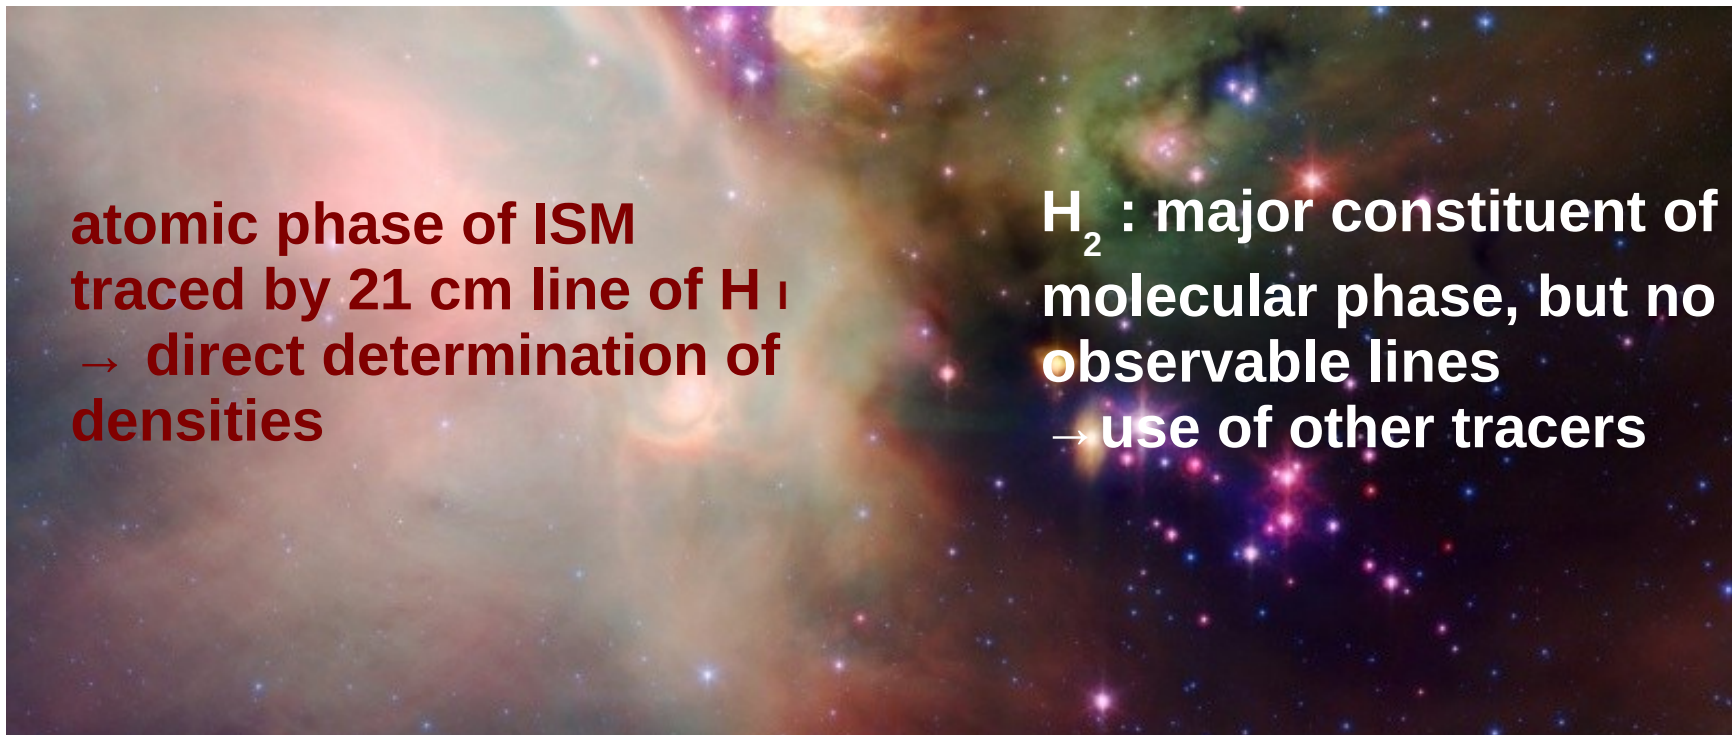 atomic phase of ISM
traced by 21 cm line of H I
→ direct determination of
densities
H₂ : major constituent of
molecular phase, but no
observable lines
→use of other tracers